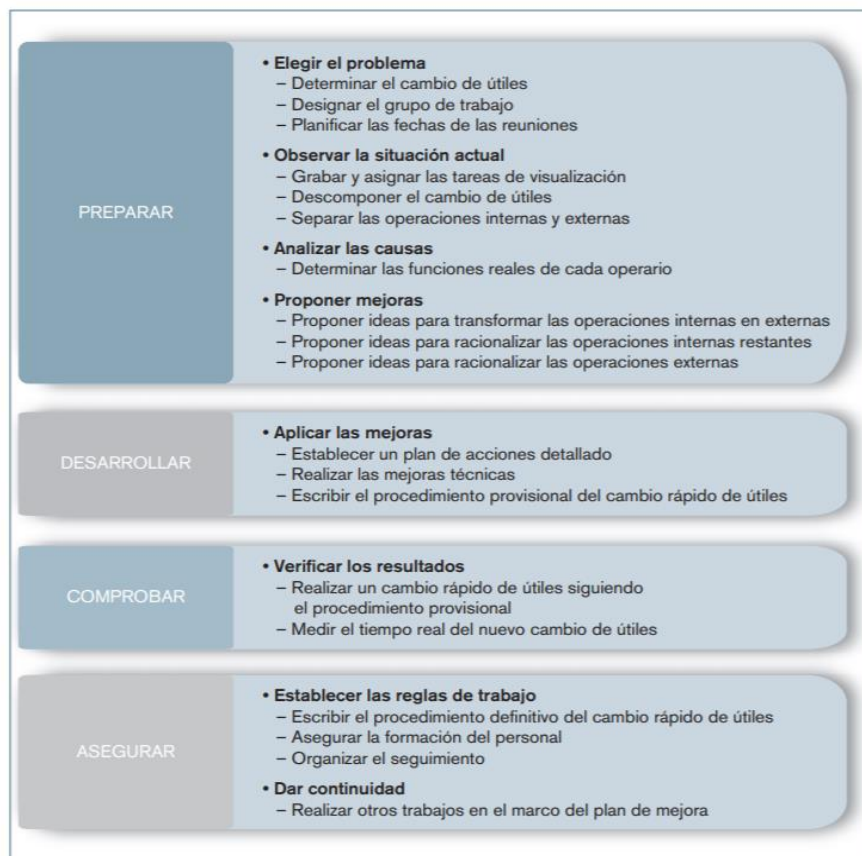 PREPARAR
• Elegir el problema
– Determinar el cambio de útiles
– Designar el grupo de trabajo
– Planificar las fechas de las reuniones
• Observar la situación actual
– Grabar y asignar las tareas de visualización
– Descomponer el cambio de útiles
– Separar las operaciones internas y externas
• Analizar las causas
– Determinar las funciones reales de cada operario
• Proponer mejoras
– Proponer ideas para transformar las operaciones internas en externas
– Proponer ideas para racionalizar las operaciones internas restantes
– Proponer ideas para racionalizar las operaciones externas
DESARROLLAR
• Aplicar las mejoras
– Establecer un plan de acciones detallado
– Realizar las mejoras técnicas
– Escribir el procedimiento provisional del cambio rápido de útiles
COMPROBAR
• Verificar los resultados
– Realizar un cambio rápido de útiles siguiendo
el procedimiento provisional
– Medir el tiempo real del nuevo cambio de útiles
ASEGURAR
• Establecer las reglas de trabajo
– Escribir el procedimiento definitivo del cambio rápido de útiles
– Asegurar la formación del personal
– Organizar el seguimiento
• Dar continuidad
– Realizar otros trabajos en el marco del plan de mejora